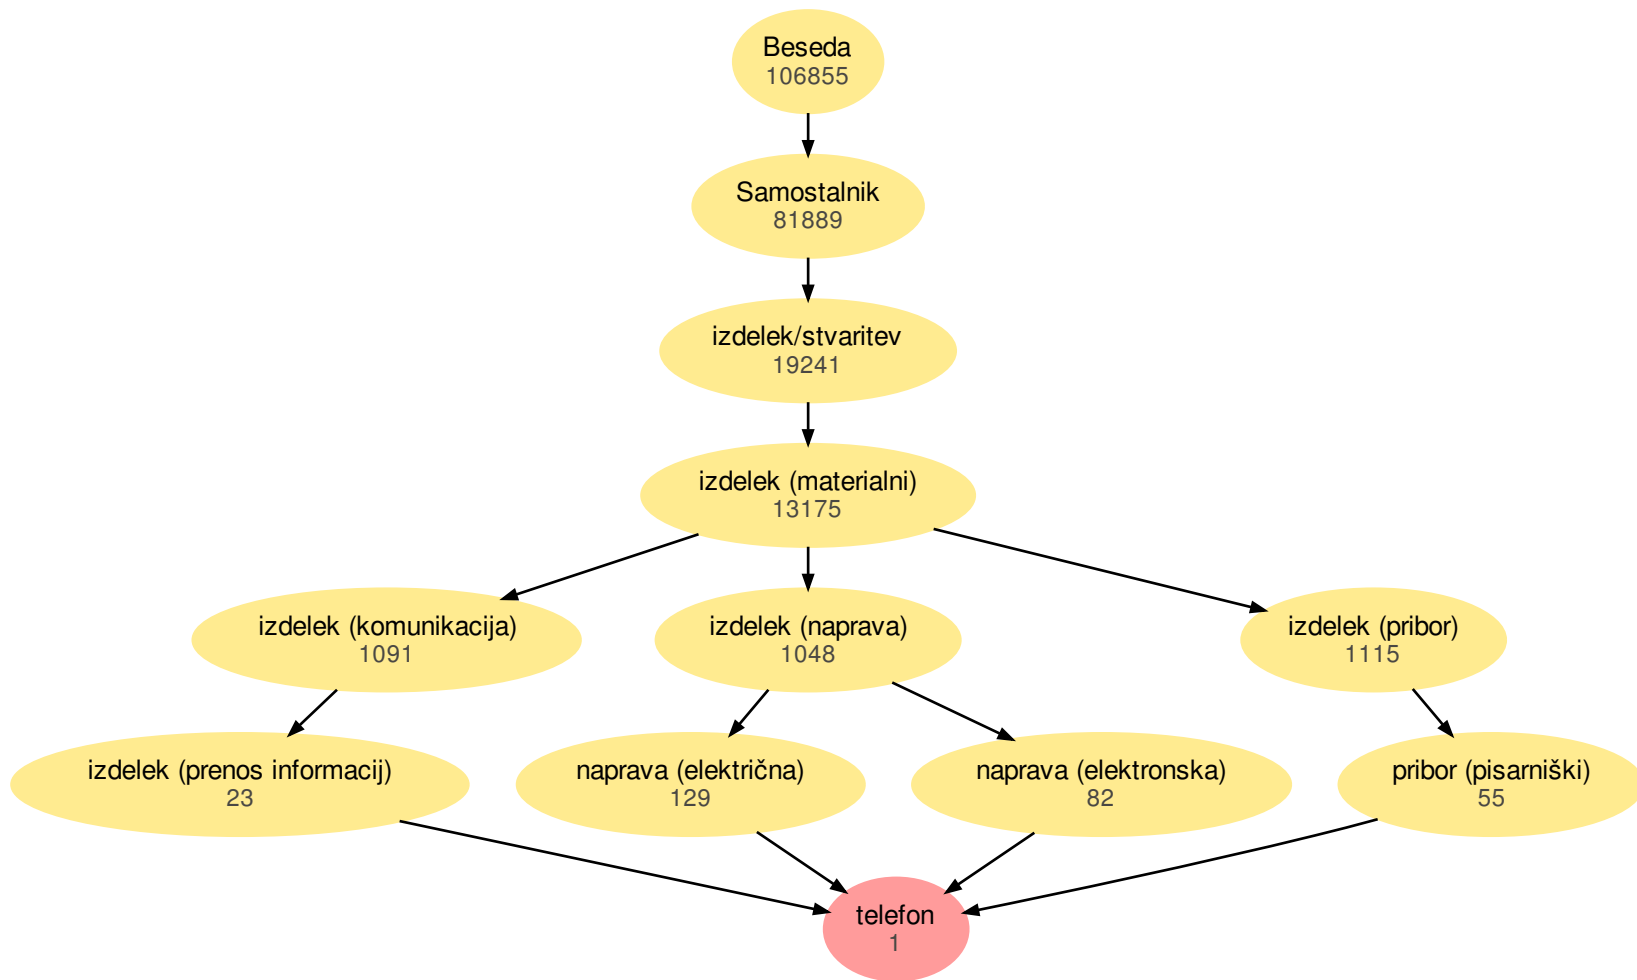 Beseda
106855
Samostalnik
81889
izdelek/stvaritev
19241
izdelek (materialni)
13175
izdelek (komunikacija)
1091
izdelek (naprava)
1048
izdelek (pribor)
1115
izdelek (prenos informacij)
23
naprava (električna)
129
naprava (elektronska)
82
pribor (pisarniški)
55
telefon
1